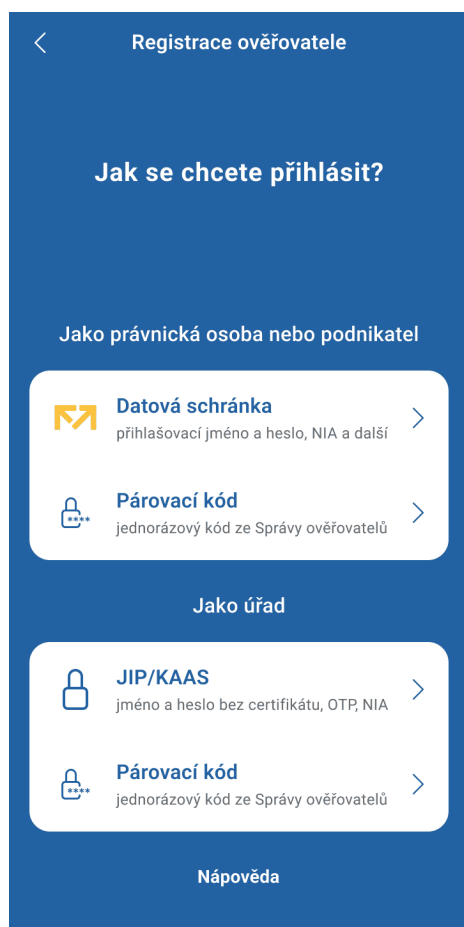 Registrace ověřovatele
Jak se chcete přihlásit?
Jako právnická osoba nebo podnikatel
Datová schránka
přihlašovací jméno a heslo, NIA a další
Párovací kód
jednorázový kód ze Správy ověřovatelů
Jako úřad
JIP/KAAS
jméno a heslo bez certifikátu, OTP, NIA
Párovací kód
jednorázový kód ze Správy ověřovatelů
Nápověda